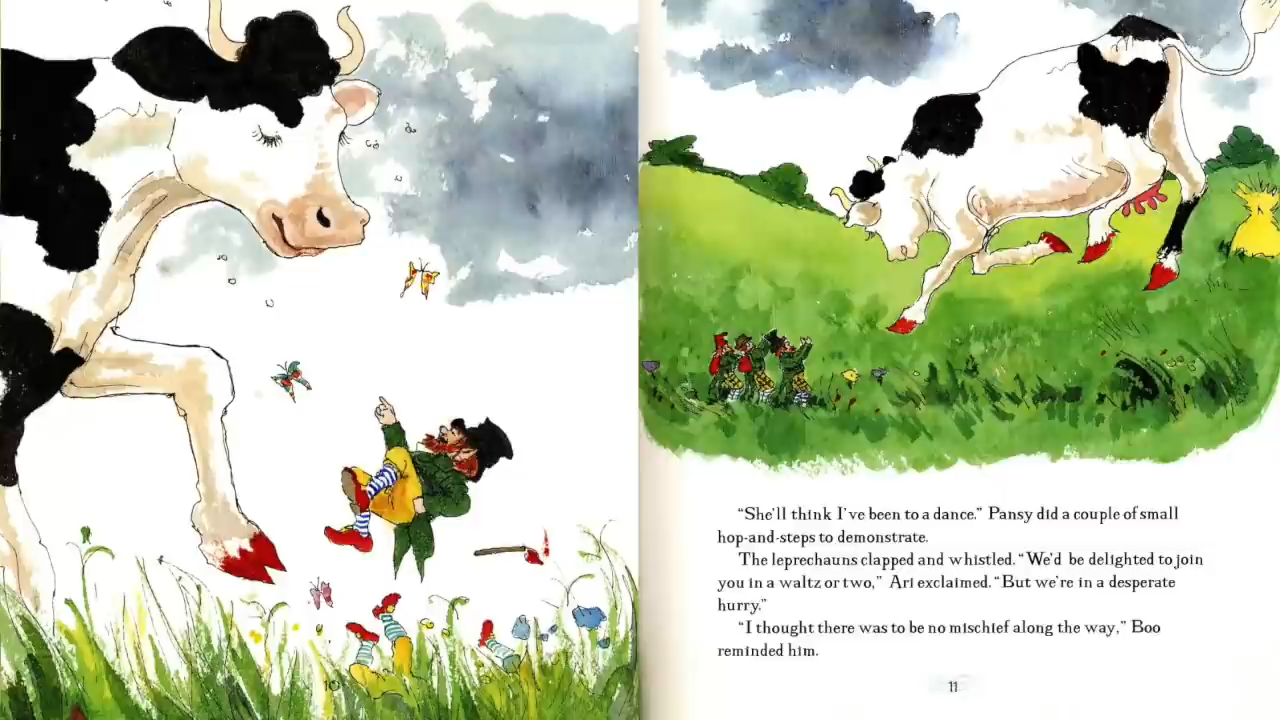 10
“She’ll think I’ve been to a dance.” Pansy did a couple of small
hop-and-steps to demonstrate.
The leprechauns clapped and whistled. “We’d be delighted to join
you in a waltz or two,” Ari exclaimed. “But we’re in a desperate
hurry.”
“I thought there was to be no mischief along the way,” Boo
reminded him.
11